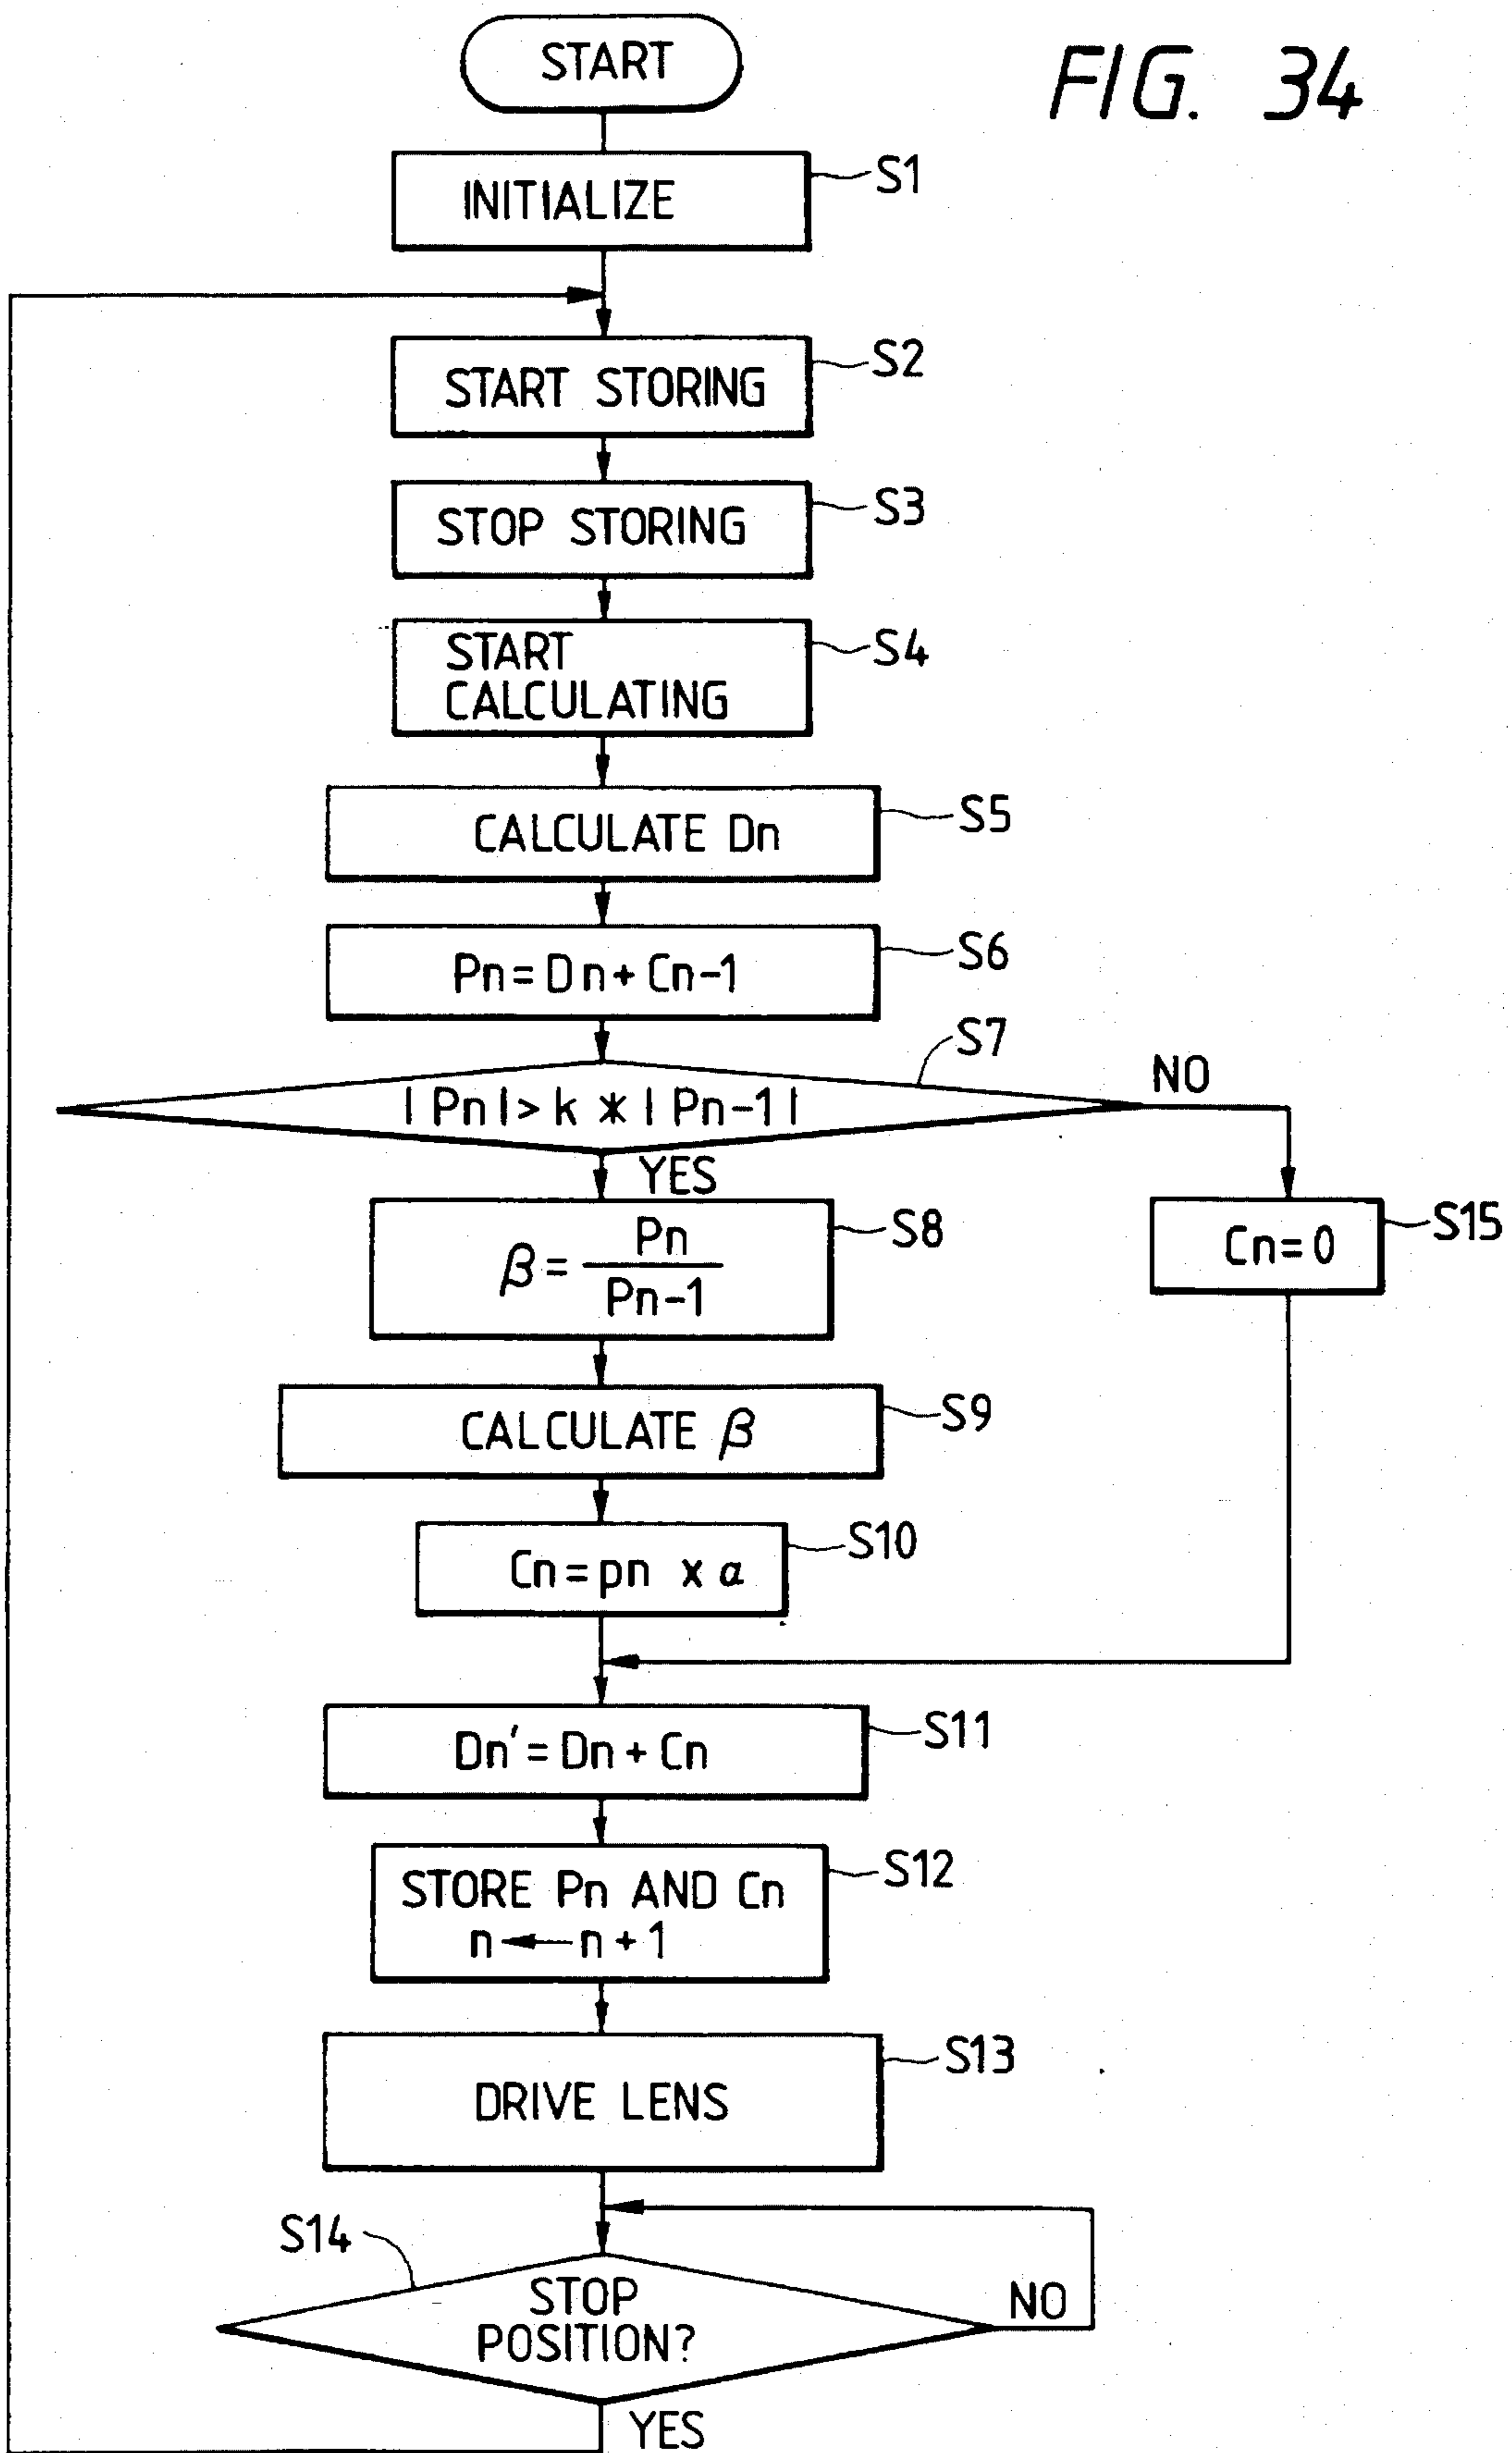 START
FIG. 34
INITIALIZE
S1
START STORING
S2
STOP STORING
S3
START
CALCULATING
S4
CALCULATE Dn
S5
Pn = Dn + Cn-1
S6
S7
| Pn | > k * | Pn-1 |
NO
YES
β = Pn
Pn-1
S8
Cn = 0
S15
CALCULATE β
S9
Cn = pn x α
S10
Dn' = Dn + Cn
S11
STORE Pn AND Cn
n ← n + 1
S12
DRIVE LENS
S13
S14
STOP
POSITION?
NO
YES